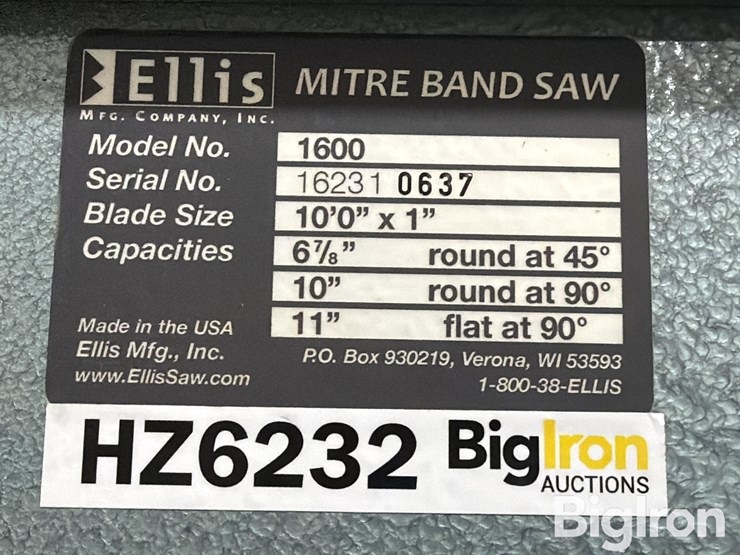 Ellis MITRE BAND SAW
MFG. COMPANY, INC.
Model No. 1600
Serial No. 16231 0637
Blade Size 10'0" x 1"
Capacities 6⅞" round at 45°
10" round at 90°
11" flat at 90°
Made in the USA
Ellis Mfg., Inc. P.O. Box 930219, Verona, WI 53593
www.EllisSaw.com 1-800-38-ELLIS
HZ6232 BigIron
AUCTIONS
BigIron